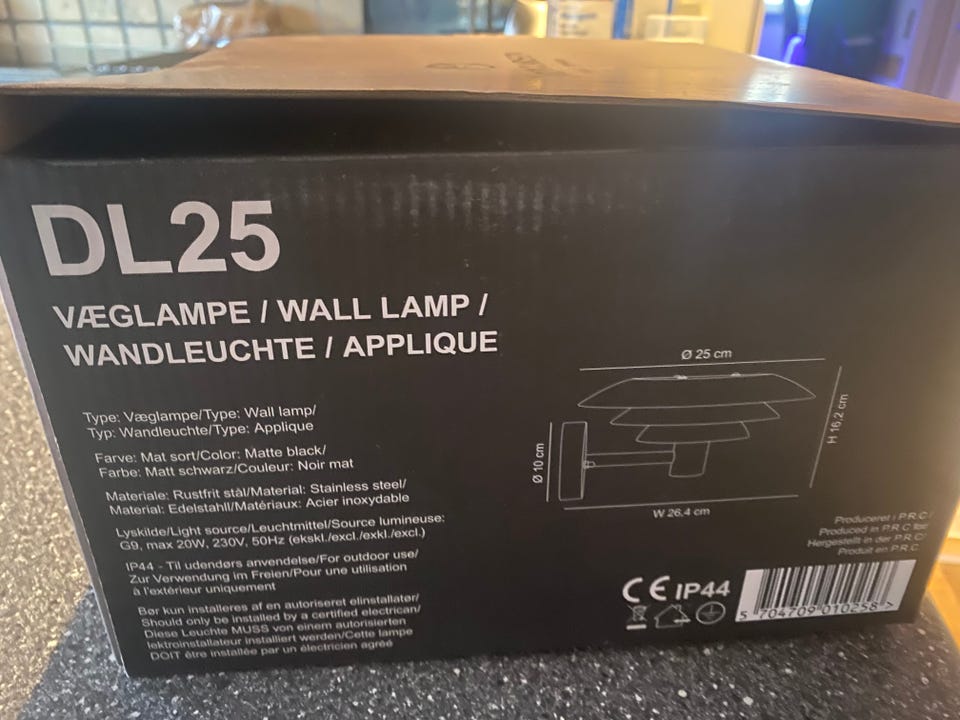 DL25
VÆGLAMPE / WALL LAMP /
WANDLEUCHTE / APPLIQUE
Type: Væglampe/Type: Wall lamp/
Typ: Wandleuchte/Type: Applique
Farve: Mat sort/Color: Matte black/
Farbe: Matt schwarz/Couleur: Noir mat
Materiale: Rustfrit stål/Material: Stainless steel/
Material: Edelstahl/Matériaux: Acier inoxydable
Lyskilde/Light source/Leuchtmittel/Source lumineuse:
G9, max 20W, 230V, 50Hz (ekskl./excl./exkl./excl.)
IP44 - Til udendørs anvendelse/For outdoor use/
Zur Verwendung im Freien/Pour une utilisation
à l'extérieur uniquement
Bør kun installeres af en autoriseret elinstallatør/
Should only be installed by a certified electrican/
Diese Leuchte MUSS von einem autorisierten
lektroinstallateur installiert werden/Cette lampe
DOIT être installée par un électricien agréé
Ø 25 cm
H 16,2 cm
Ø 10 cm
W 26,4 cm
Produceret i P.R.C/
Produced in P.R.C for/
Hergestellt in der P.R.C/
Produit en P.R.C.
CE IP44
5 704709 010258 >